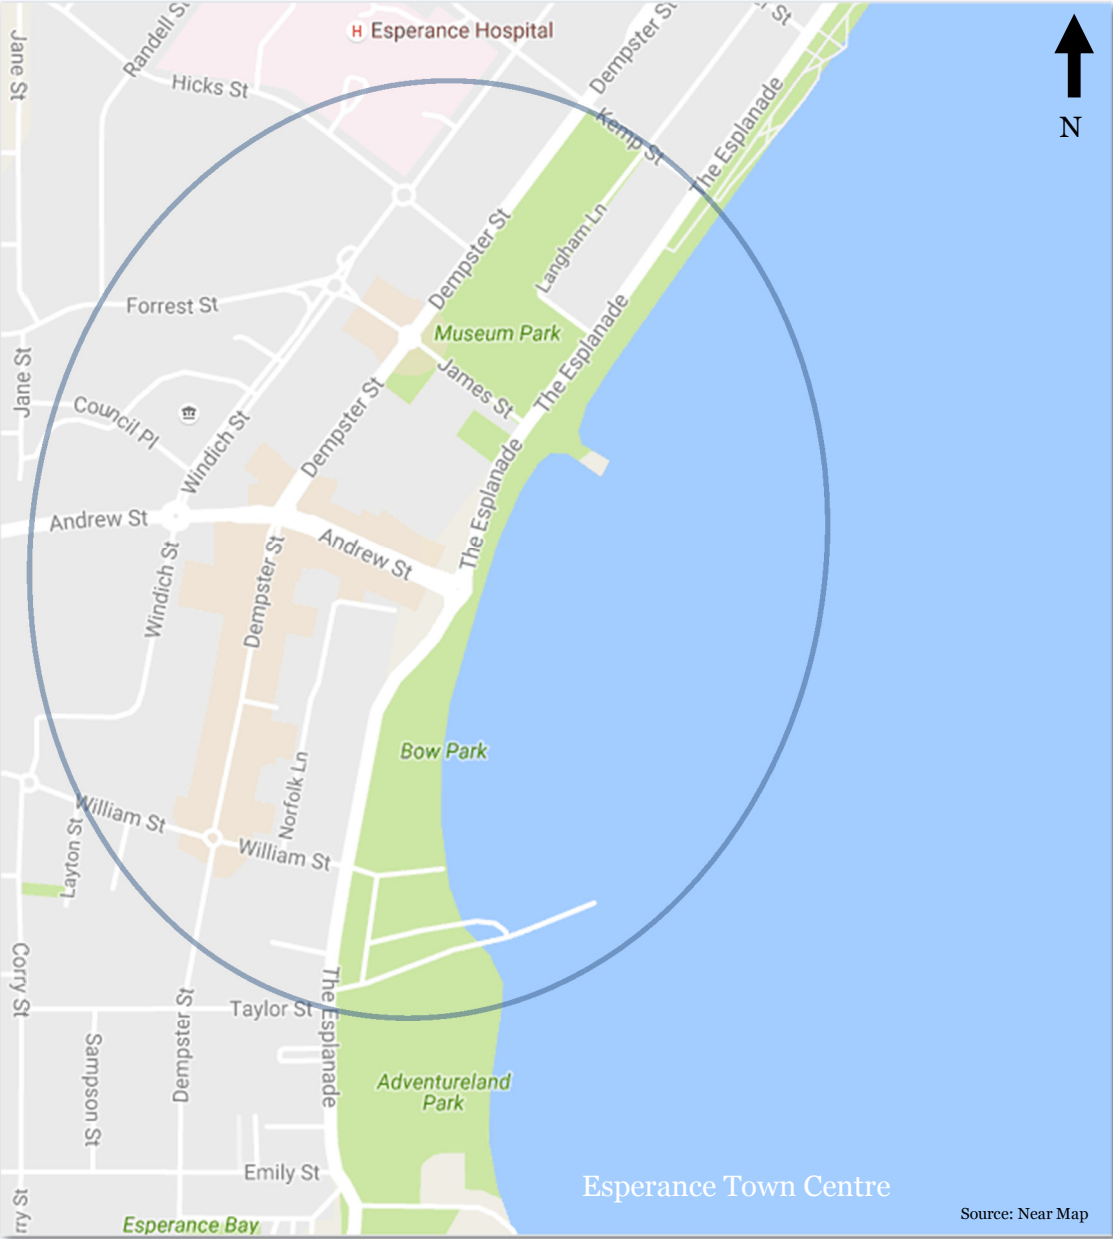 Jane St
Randell St
H Esperance Hospital
Dempster St
St
Hicks St
Kemp St
The Esplanade
N
Dempster St
Langham Ln
Forrest St
Museum Park
The Esplanade
Jane St
James St
Council Pl
Windich St
Dempster St
The Esplanade
Andrew St
Andrew St
Windich St
Dempster St
Bow Park
Norfolk Ln
William St
William St
Layton St
Corry St
The Esplanade
Taylor St
Dempster St
Sampson St
Adventureland
Park
Emily St
Esperance Town Centre
rry St
Esperance Bay
Source: Near Map